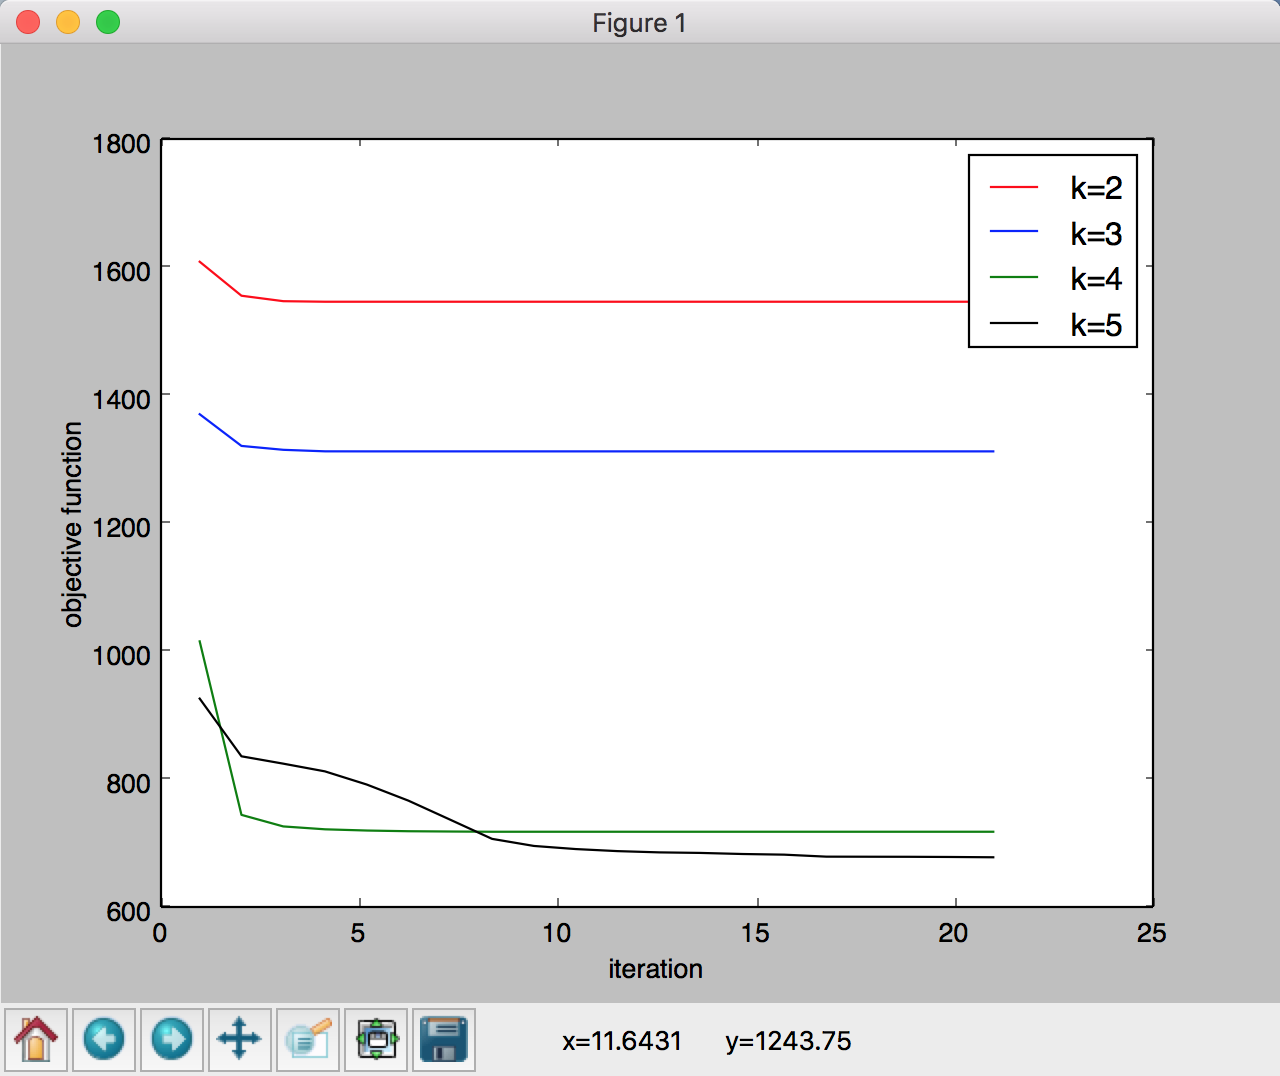 Figure 1
1800
1600
1400
1200
1000
800
600
objective function
k=2
k=3
k=4
k=5
0 5 10 15 20 25
iteration
x=11.6431 y=1243.75